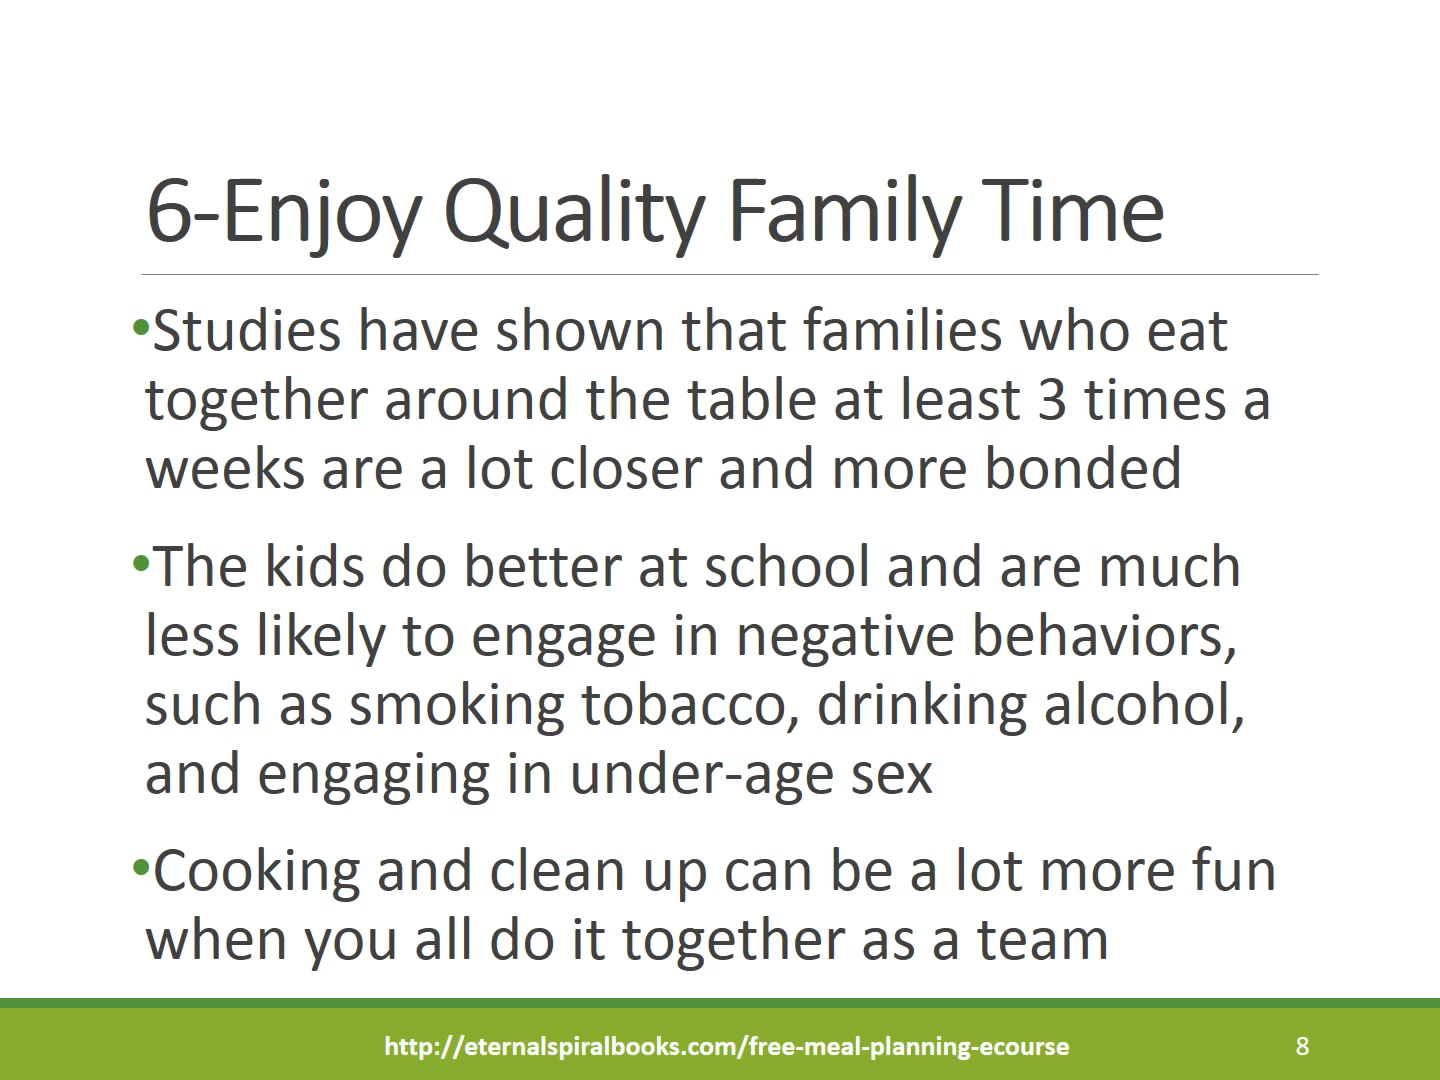 6-Enjoy Quality Family Time
•Studies have shown that families who eat
together around the table at least 3 times a
weeks are a lot closer and more bonded
•The kids do better at school and are much
less likely to engage in negative behaviors,
such as smoking tobacco, drinking alcohol,
and engaging in under-age sex
•Cooking and clean up can be a lot more fun
when you all do it together as a team
http://eternalspiralbooks.com/free-meal-planning-ecourse
8